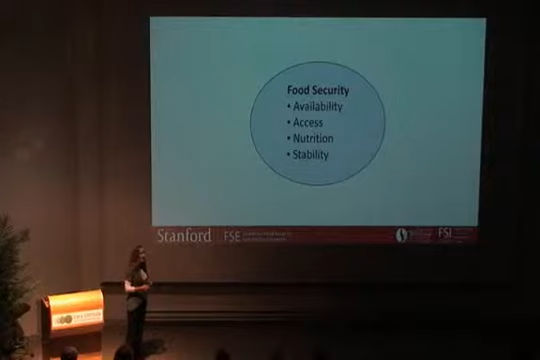 Food Security
• Availability
• Access
• Nutrition
• Stability
Stanford
FSE
FSI